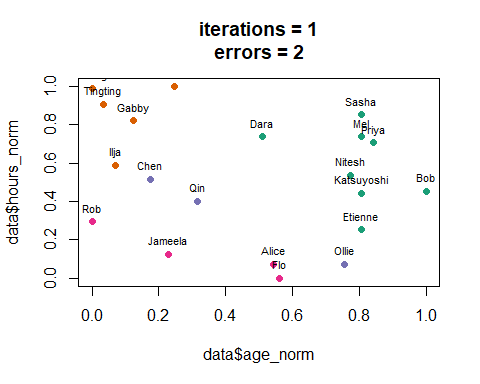 iterations = 1
errors = 2
Tingting
Gabby
Sasha
Dara
Mel
Priya
Ilja
Chen
Nitesh
Qin
Katsuyoshi
Bob
Rob
Etienne
Jameela
Alice
Ollie
Flo
0.0 0.2 0.4 0.6 0.8 1.0
data$hours_norm
0.0 0.2 0.4 0.6 0.8 1.0
data$age_norm